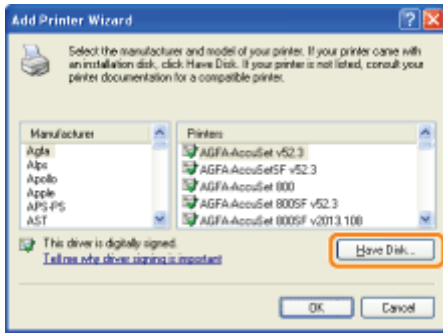 Add Printer Wizard
Select the manufacturer and model of your printer. If your printer came with
an installation disk, click Have Disk. If your printer is not listed, consult your
printer documentation for a compatible printer.
Manufacturer
Agfa
Alps
Apollo
Apple
APS-PS
AST
Printers
AGFA-AccuSet v52.3
AGFA-AccuSetSF v52.3
AGFA-AccuSet 800
AGFA-AccuSet 800SF v52.3
AGFA-AccuSet 800SF v2013.108
This driver is digitally signed.
Tell me why driver signing is important
Have Disk...
OK
Cancel